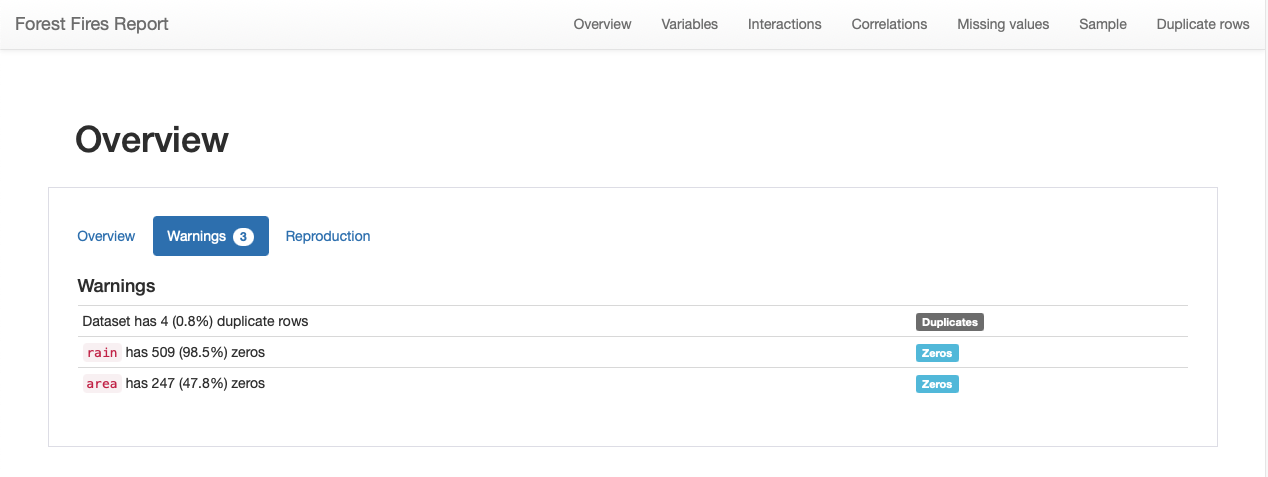 Forest Fires Report Overview Variables Interactions Correlations Missing values Sample Duplicate rows
Overview
Overview Warnings 3 Reproduction
Warnings
Dataset has 4 (0.8%) duplicate rows Duplicates
rain has 509 (98.5%) zeros Zeros
area has 247 (47.8%) zeros Zeros